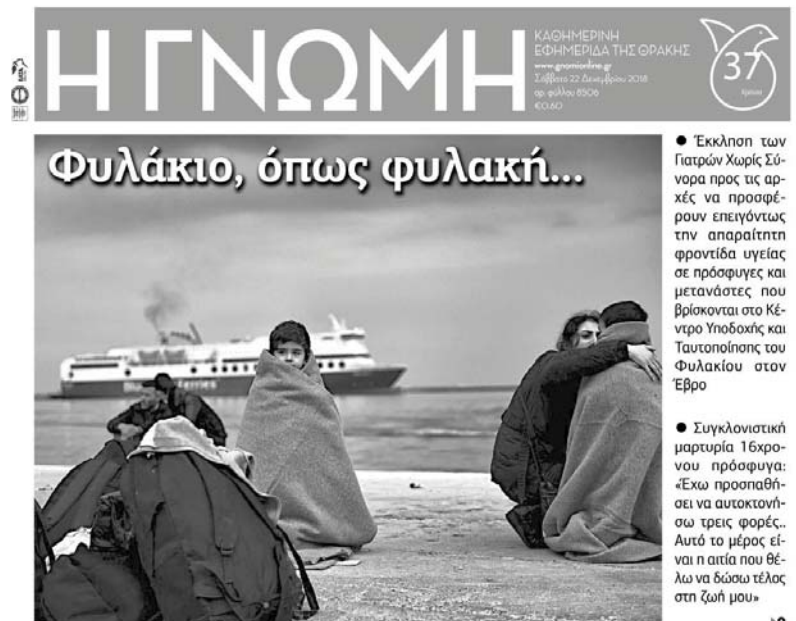 Η ΓΝΩΜΗ
ΚΑΘΗΜΕΡΙΝΗ
ΕΦΗΜΕΡΙΔΑ ΤΗΣ ΘΡΑΚΗΣ
www.gnomionline.gr
Σάββατο 22 Δεκεμβρίου 2018
αρ. φύλλου 8506
€0.60
37
Χρόνια
Φυλάκιο, όπως φυλακή...
● Έκκληση των
Γιατρών Χωρίς Σύ-
νορα προς τις αρ-
χές να προσφέ-
ρουν επειγόντως
την απαραίτητη
φροντίδα υγείας
σε πρόσφυγες και
μετανάστες που
βρίσκονται στο Κέ-
ντρο Υποδοχής και
Ταυτοποίησης του
Φυλακίου στον
Έβρο
● Συγκλονιστική
μαρτυρία 16χρο-
νου πρόσφυγα:
«Έχω προσπαθή-
σει να αυτοκτονή-
σω τρεις φορές..
Αυτό το μέρος εί-
ναι η αιτία που θέ-
λω να δώσω τέλος
στη ζωή μου»